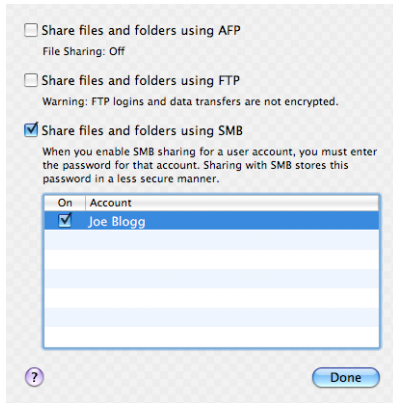 Share files and folders using AFP
File Sharing: Off
Share files and folders using FTP
Warning: FTP logins and data transfers are not encrypted.
Share files and folders using SMB
When you enable SMB sharing for a user account, you must enter
the password for that account. Sharing with SMB stores this
password in a less secure manner.
On Account
Joe Blogg
? Done